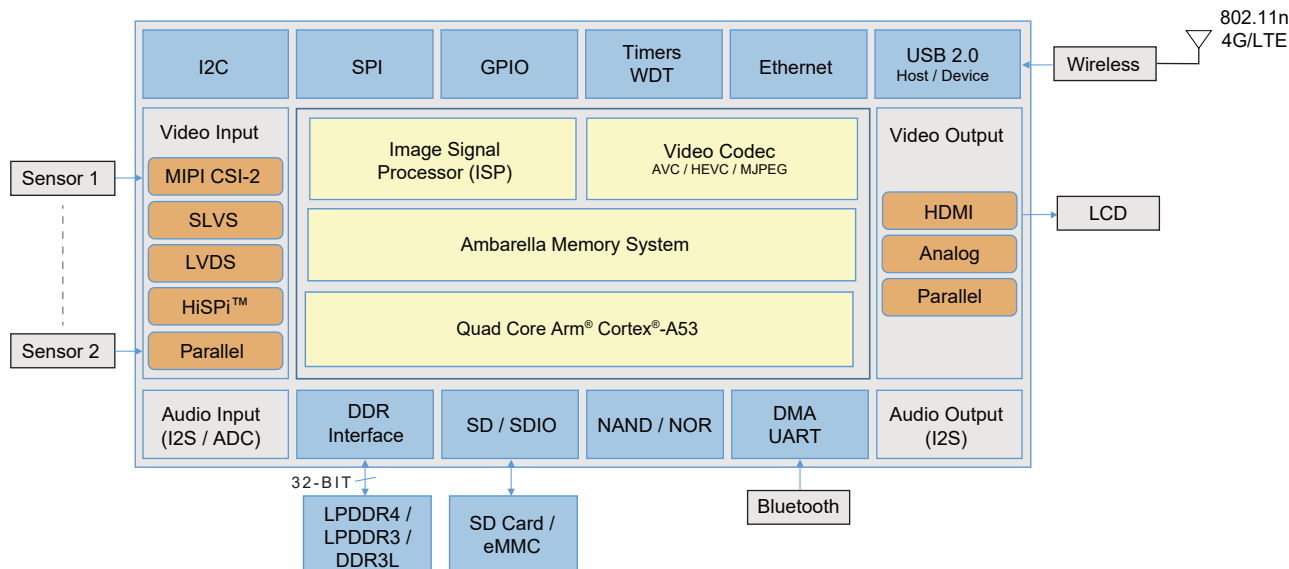 802.11n
4G/LTE
I2C
SPI
GPIO
Timers
WDT
Ethernet
USB 2.0
Host / Device
Wireless
Video Input
MIPI CSI-2
SLVS
LVDS
HiSPi™
Parallel
Sensor 1
Sensor 2
Image Signal
Processor (ISP)
Video Codec
AVC / HEVC / MJPEG
Ambarella Memory System
Quad Core Arm® Cortex®-A53
Video Output
HDMI
Analog
Parallel
LCD
Audio Input
(I2S / ADC)
DDR
Interface
SD / SDIO
NAND / NOR
DMA
UART
Audio Output
(I2S)
32-BIT
LPDDR4 /
LPDDR3 /
DDR3L
SD Card /
eMMC
Bluetooth